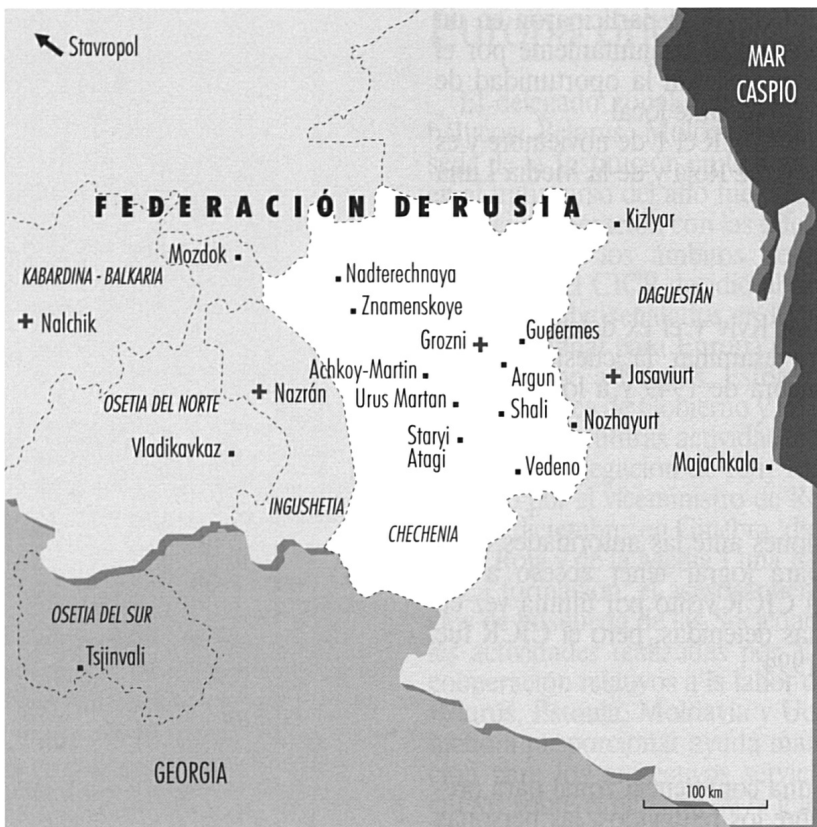 Stavropol
MAR
CASPIO
FEDERACIÓN DE RUSIA
Kizlyar
Mozdok
KABARDINA - BALKARIA
Nadterechnaya
DAGUESTÁN
Znamenskoye
Nalchik
Grozni
Gudermes
Achkoy-Martin
Argun
Jasaviurt
Nazrán
OSETIA DEL NORTE
Urus Martan
Shali
Nozhayurt
Vladikavkaz
Staryi
Atagi
Vedeno
Majachkala
INGUSHETIA
CHECHENIA
OSETIA DEL SUR
Tsjinvali
GEORGIA
100 km